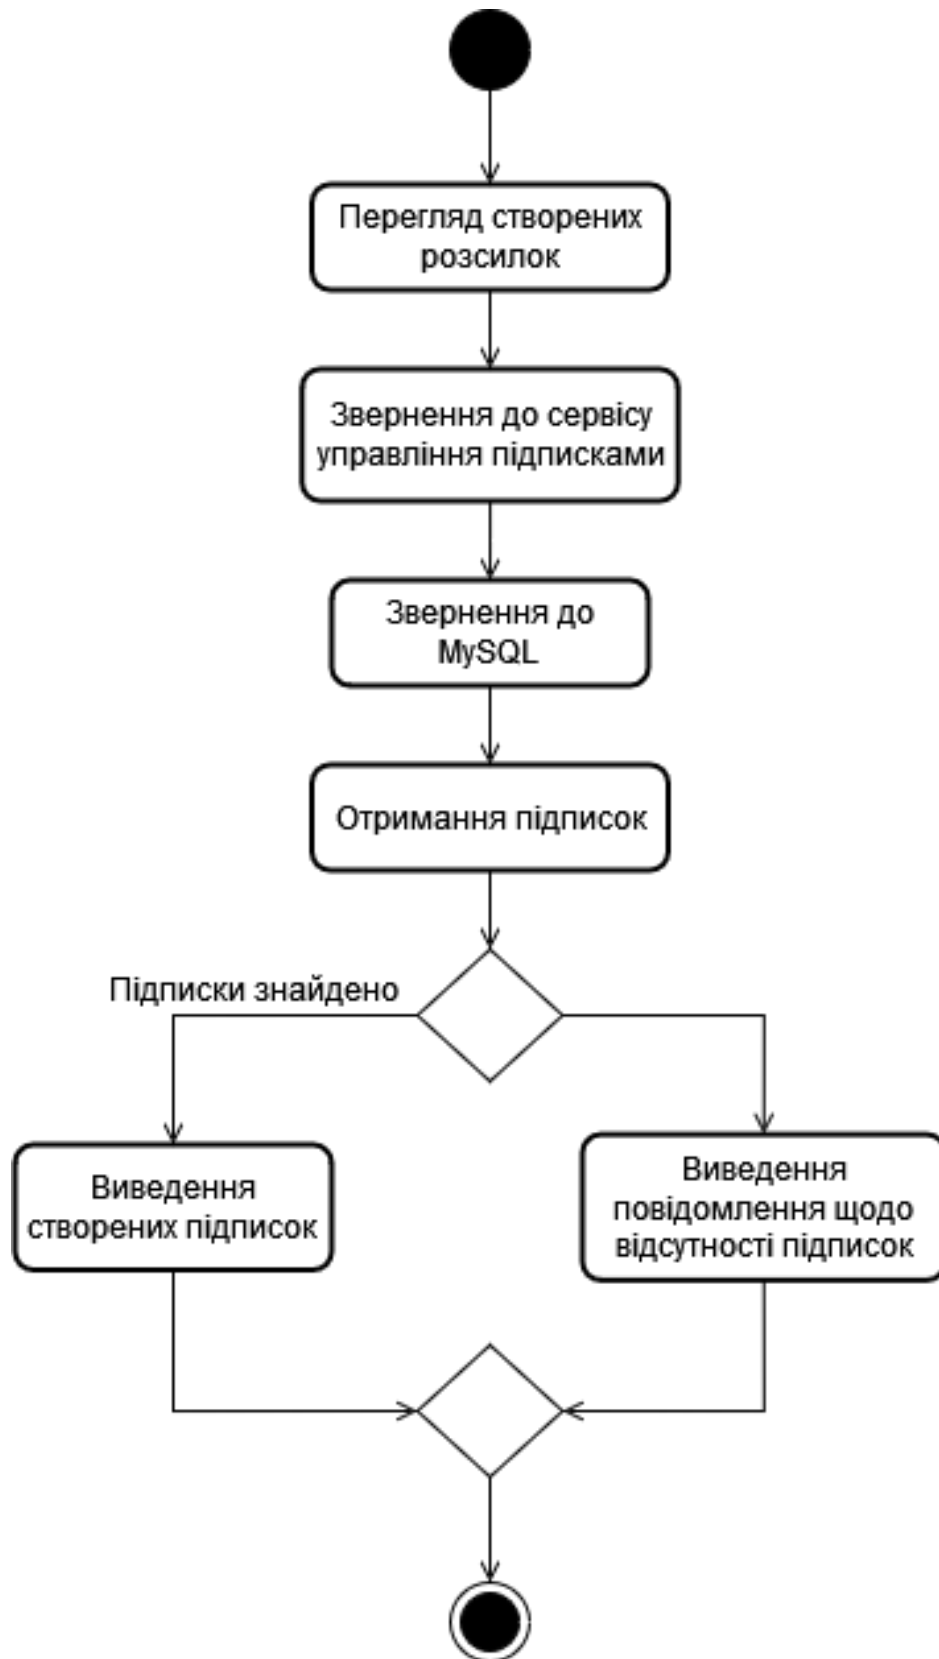 Перегляд створених
розсилок
Звернення до сервісу
управління підписками
Звернення до
MySQL
Отримання підписок
Підписки знайдено
Виведення
створених підписок
Виведення
повідомлення щодо
відсутності підписок